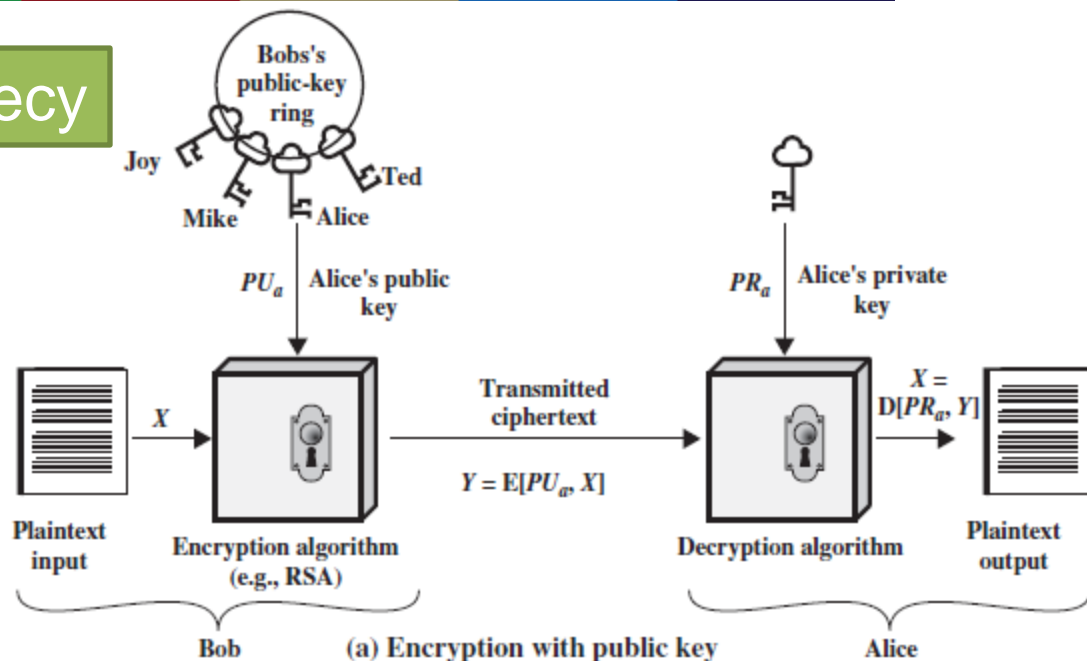 ecy
Bobs's
public-key
ring
Joy
Mike
Alice
Ted
PUa
Alice's public
key
PRa
Alice's private
key
X
Transmitted
ciphertext
Y = E[PUa, X]
X =
D[PRa, Y]
Plaintext
input
Encryption algorithm
(e.g., RSA)
Decryption algorithm
Plaintext
output
Bob
(a) Encryption with public key
Alice